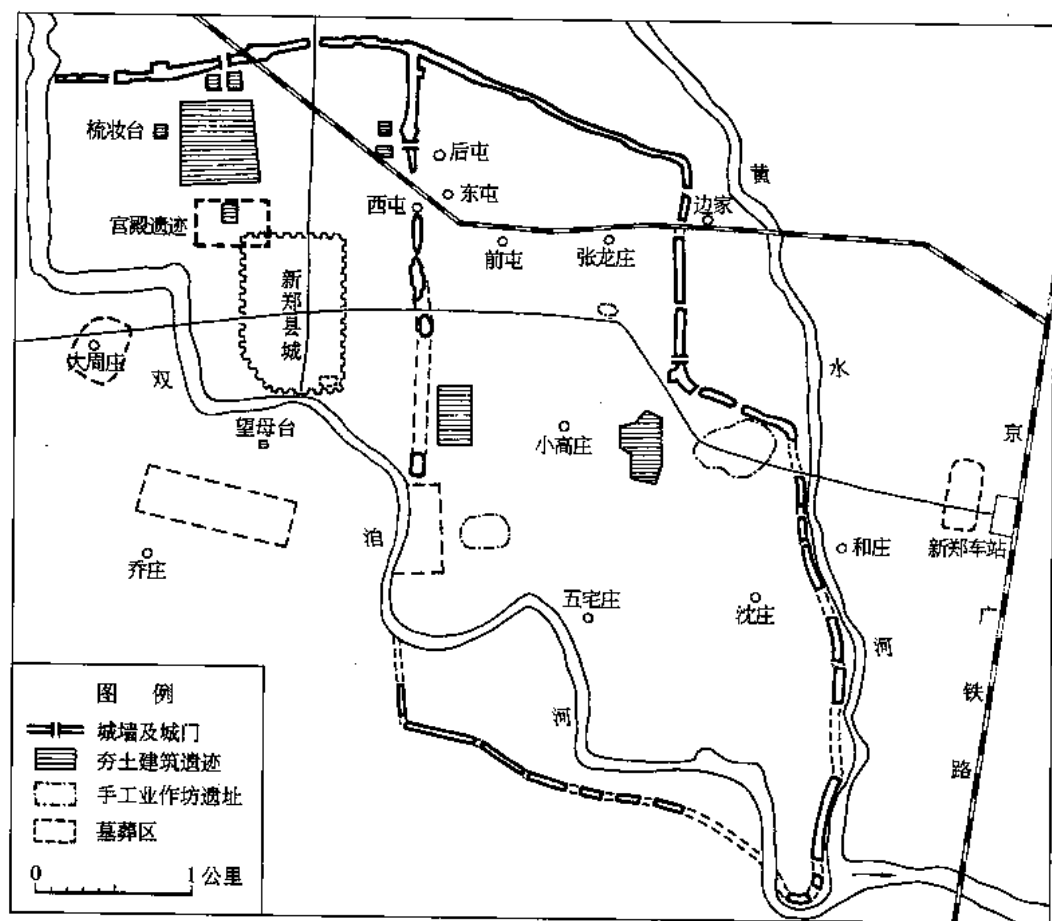 梳妆台
后屯
东屯
西屯
宫殿遗迹
前屯
张龙庄
边家
黄
水
河
新郑县城
大周庄
双
洎
河
望母台
小高庄
乔庄
五宅庄
沈庄
和庄
新郑车站
京
广
铁
路
图 例
城墙及城门
夯土建筑遗迹
手工业作坊遗址
墓葬区
0 1 公里